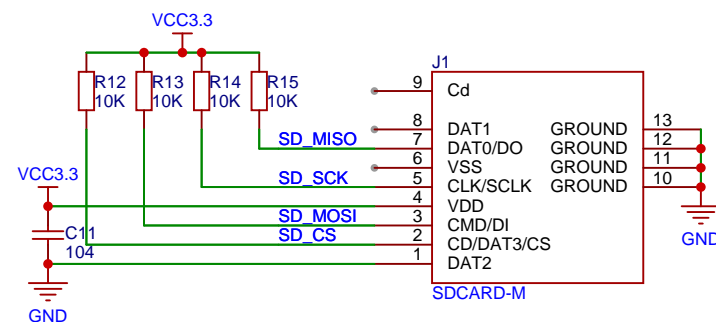 VCC3.3
J1
R12 R13 R14 R15
10K 10K 10K 10K
9 Cd
8 DAT1 GROUND 13
SD_MISO 7 DAT0/DO GROUND 12
6 VSS GROUND 11
VCC3.3 SD_SCK 5 CLK/SCLK GROUND 10
4 VDD
SD_MOSI 3 CMD/DI
C11 SD_CS 2 CD/DAT3/CS GND
104 1 DAT2
SDCARD-M
GND